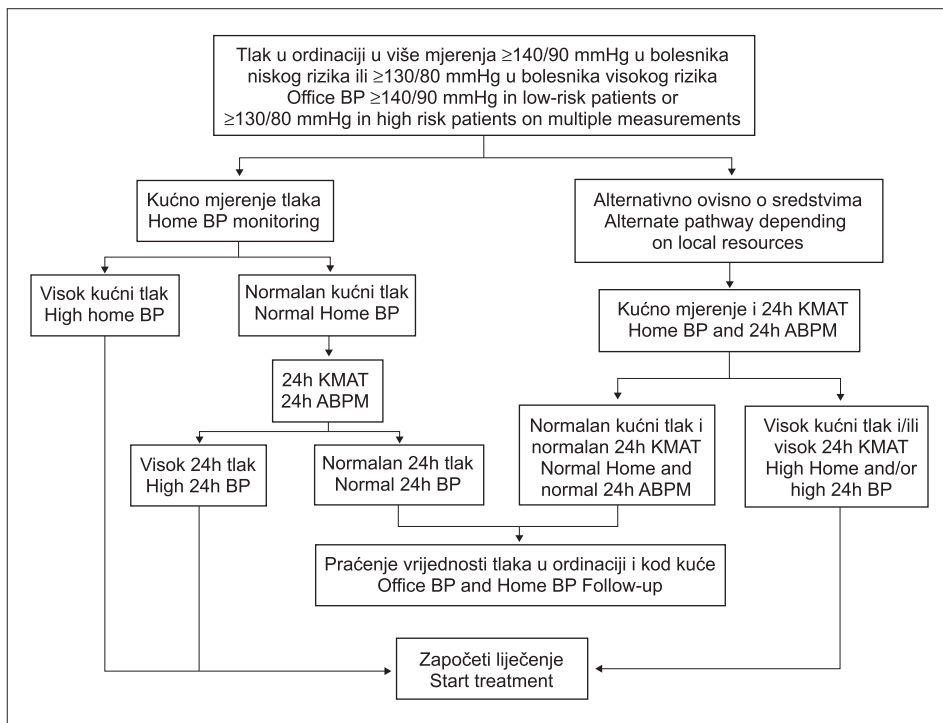 Tlak u ordinaciji u više mjerenja ≥140/90 mmHg u bolesnika
niskog rizika ili ≥130/80 mmHg u bolesnika visokog rizika
Office BP ≥140/90 mmHg in low-risk patients or
≥130/80 mmHg in high risk patients on multiple measurements
Kućno mjerenje tlaka
Home BP monitoring
Alternativno ovisno o sredstvima
Alternate pathway depending
on local resources
Visok kućni tlak
High home BP
Normalan kućni tlak
Normal Home BP
Kućno mjerenje i 24h KMAT
Home BP and 24h ABPM
24h KMAT
24h ABPM
Visok 24h tlak
High 24h BP
Normalan 24h tlak
Normal 24h BP
Normalan kućni tlak i
normalan 24h KMAT
Normal Home and
normal 24h ABPM
Visok kućni tlak i/ili
visok 24h KMAT
High Home and/or
high 24h BP
Praćenje vrijednosti tlaka u ordinaciji i kod kuće
Office BP and Home BP Follow-up
Započeti liječenje
Start treatment